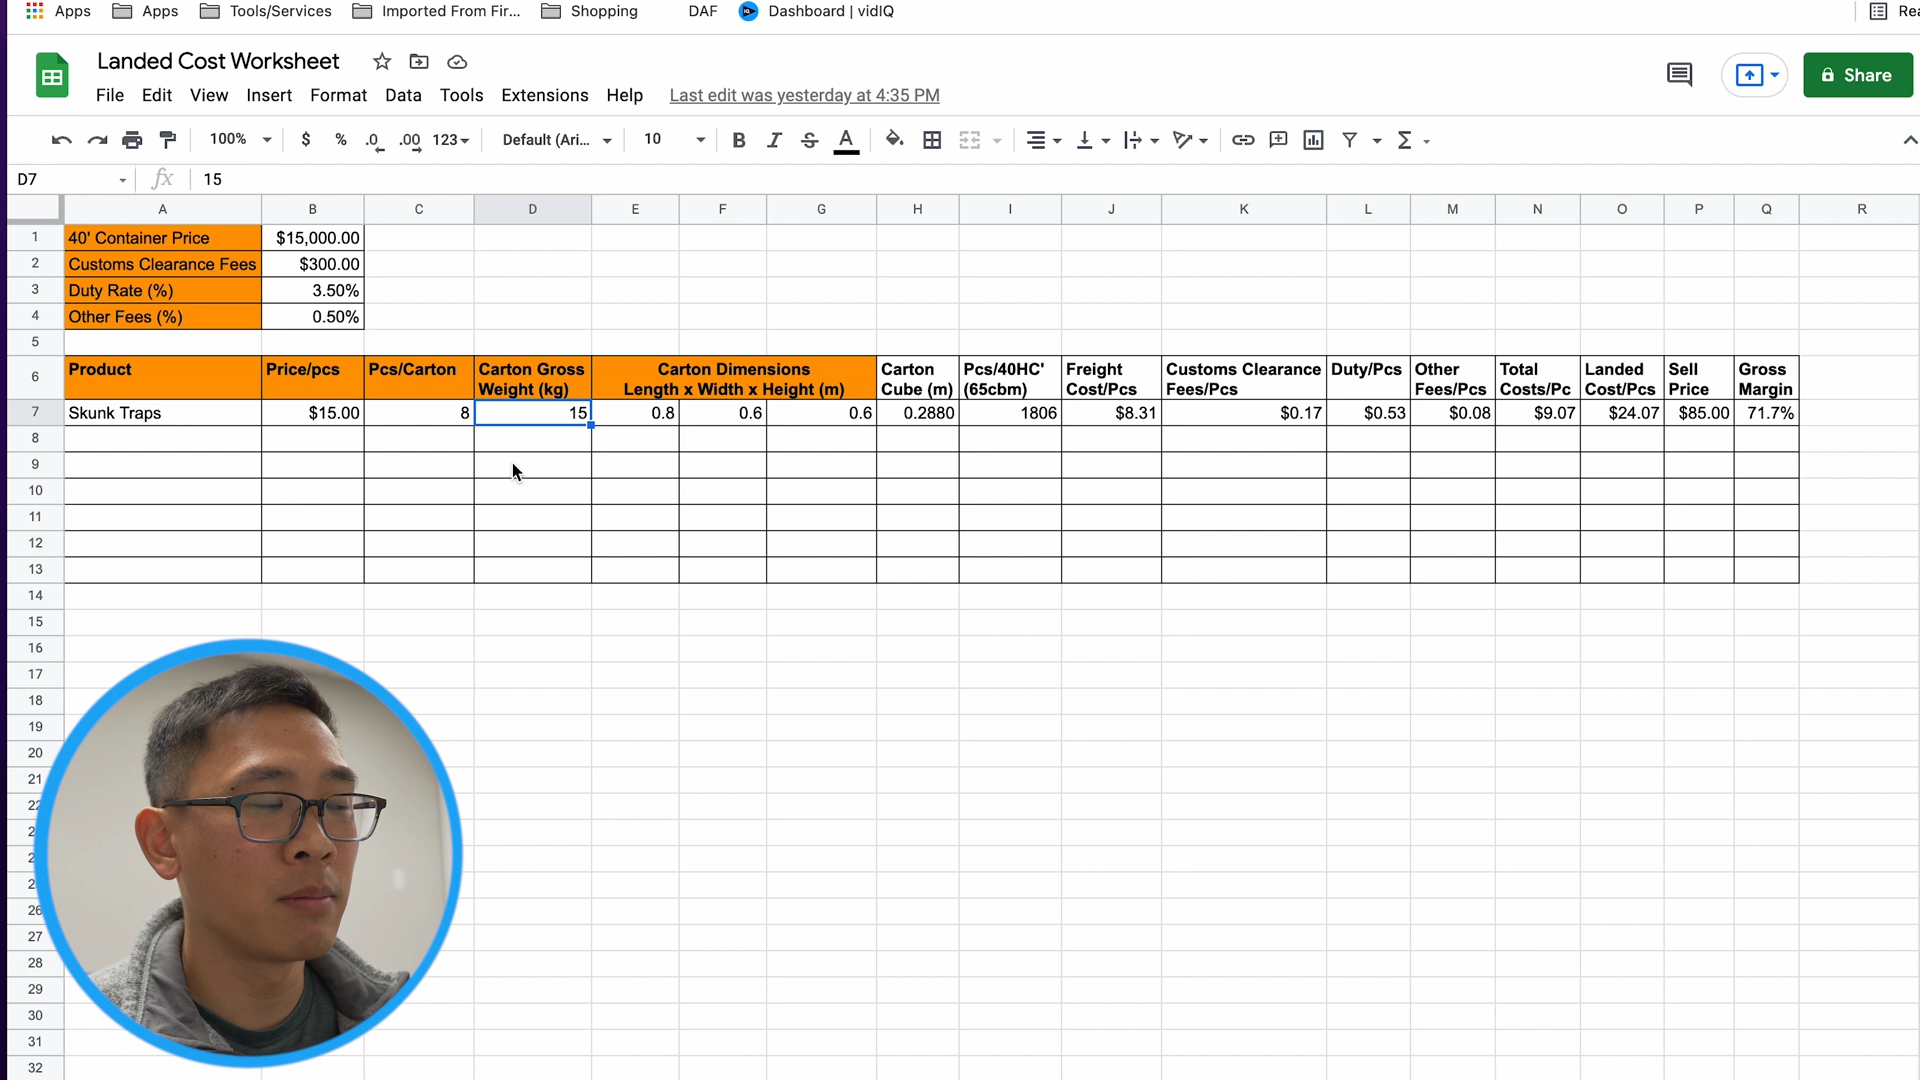 Apps Apps Tools/Services Imported From Fir... Shopping DAF Dashboard | vidIQ
Landed Cost Worksheet
File Edit View Insert Format Data Tools Extensions Help Last edit was yesterday at 4:35 PM
Share
100% $ % .0 .00 123 Default (Ari... 10 B I S A Σ
D7 fx 15
A B C D E F G H I J K L M N O P Q R
1 40' Container Price $15,000.00
2 Customs Clearance Fees $300.00
3 Duty Rate (%) 3.50%
4 Other Fees (%) 0.50%
5
6 Product Price/pcs Pcs/Carton Carton Gross Weight (kg) Carton Dimensions Length x Width x Height (m) Carton Cube (m) Pcs/40HC' (65cbm) Freight Cost/Pcs Customs Clearance Fees/Pcs Duty/Pcs Other Fees/Pcs Total Costs/Pc Landed Cost/Pcs Sell Price Gross Margin
7 Skunk Traps $15.00 8 15 0.8 0.6 0.6 0.2880 1806 $8.31 $0.17 $0.53 $0.08 $9.07 $24.07 $85.00 71.7%
8
9
10
11
12
13
14
15
16
17
18
19
20
21
26
27
28
29
30
31
32